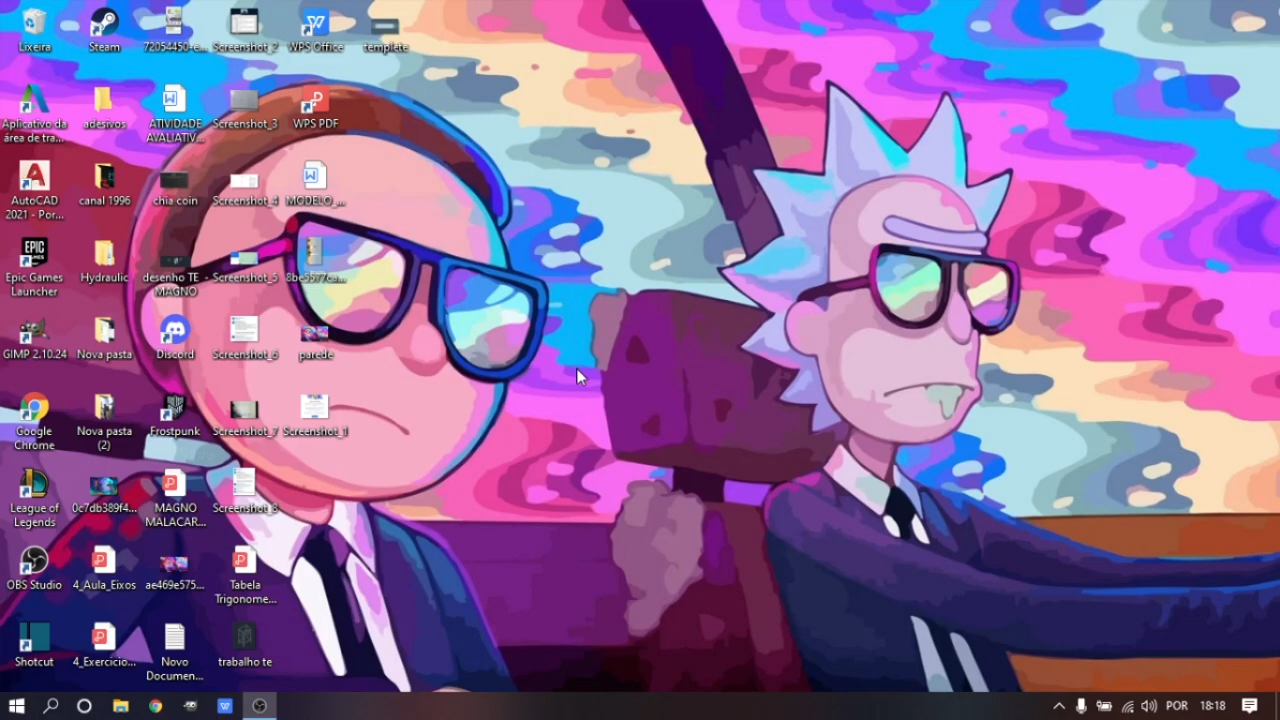 Lixeira
Steam
72054450-e...
Screenshot_2
WPS Office
templete
Aplicativo da
área de tra...
adesivos
ATIVIDADE
AVALIATIV...
Screenshot_3
WPS PDF
AutoCAD
2021 - Por...
canal 1996
chia coin
Screenshot_4
MODELO_...
EPIC
GAMES
Epic Games
Launcher
Hydraulic
desenho TE -
MAGNO
Screenshot_5
GIMP 2.10.24
Nova pasta
Discord
Screenshot_6
parede
Google
Chrome
Nova pasta
(2)
Frostpunk
Screenshot_7
Screenshot_1
League of
Legends
0c7db389f4...
MAGNO
MALACAR...
Screenshot_8
OBS Studio
4_Aula_Eixos
ae469e575...
Tabela
Trigonome...
Shotcut
4_Exercicio...
Novo
Documen...
trabalho te
POR
18:18